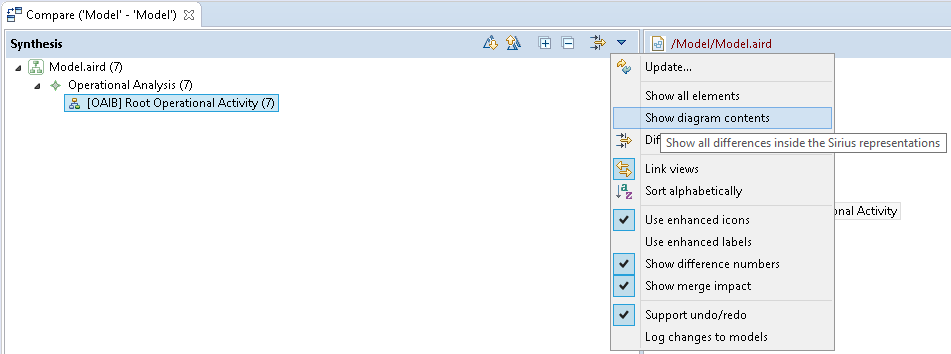 Compare ('Model' - 'Model')
Synthesis
/Model/Model.aird
Model.aird (7)
Operational Analysis (7)
[OAIB] Root Operational Activity (7)
Update...
Show all elements
Show diagram contents
Show all differences inside the Sirius representations
Link views
Sort alphabetically
onal Activity
Use enhanced icons
Use enhanced labels
Show difference numbers
Show merge impact
Support undo/redo
Log changes to models